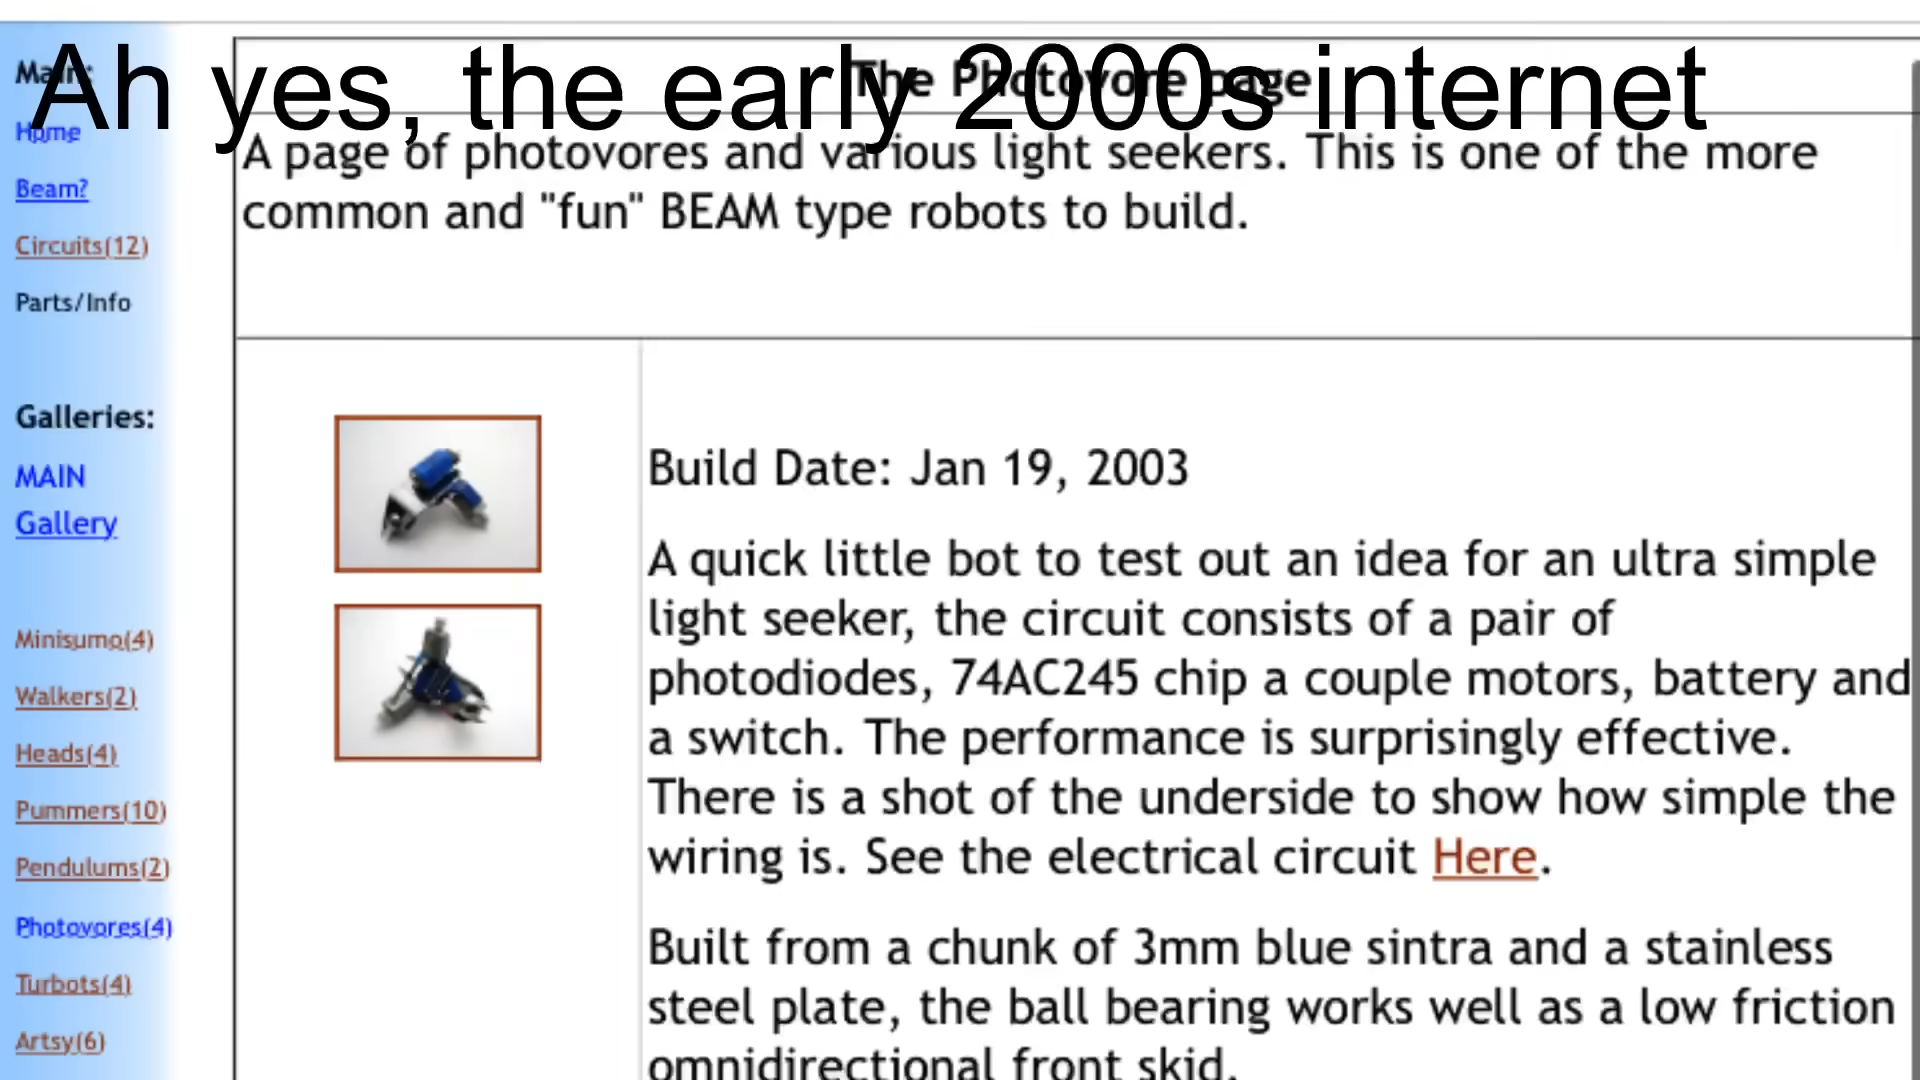 Ah yes, the early 2000s internet
Main:
Home
Beam?
Circuits(12)
Parts/Info
Galleries:
MAIN
Gallery
Minisumo(4)
Walkers(2)
Heads(4)
Pummers(10)
Pendulums(2)
Photovores(4)
Turbots(4)
Artsy(6)
The Photovore page
A page of photovores and various light seekers. This is one of the more
common and "fun" BEAM type robots to build.
Build Date: Jan 19, 2003
A quick little bot to test out an idea for an ultra simple
light seeker, the circuit consists of a pair of
photodiodes, 74AC245 chip a couple motors, battery and
a switch. The performance is surprisingly effective.
There is a shot of the underside to show how simple the
wiring is. See the electrical circuit Here.
Built from a chunk of 3mm blue sintra and a stainless
steel plate, the ball bearing works well as a low friction
omnidirectional front skid.